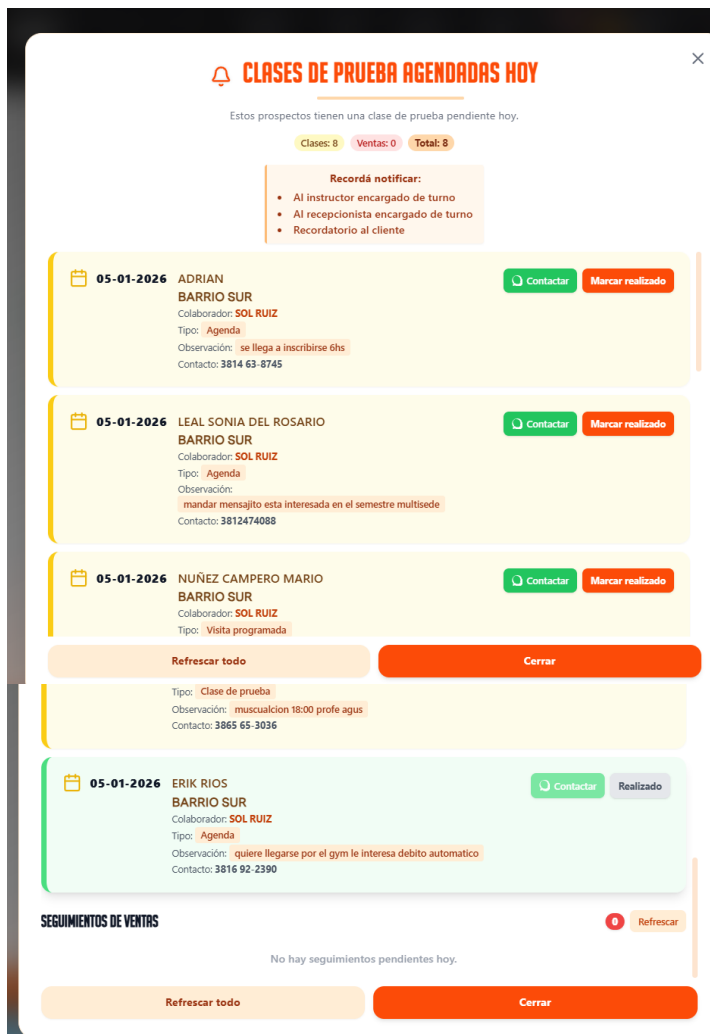 CLASES DE PRUEBA AGENDADAS HOY
Estos prospectos tienen una clase de prueba pendiente hoy.
Clases: 8 Ventas: 0 Total: 8
Recordá notificar:
• Al instructor encargado de turno
• Al recepcionista encargado de turno
• Recordatorio al cliente
05-01-2026 ADRIAN Contactar Marcar realizado
BARRIO SUR
Colaborador: SOL RUIZ
Tipo: Agenda
Observación: se llega a inscribirse 6hs
Contacto: 3814 63-8745
05-01-2026 LEAL SONIA DEL ROSARIO Contactar Marcar realizado
BARRIO SUR
Colaborador: SOL RUIZ
Tipo: Agenda
Observación:
mandar mensajito esta interesada en el semestre multisede
Contacto: 3812474088
05-01-2026 NUÑEZ CAMPERO MARIO Contactar Marcar realizado
BARRIO SUR
Colaborador: SOL RUIZ
Tipo: Visita programada
Refrescar todo Cerrar
Tipo: Clase de prueba
Observación: muscualcion 18:00 profe agus
Contacto: 3865 65-3036
05-01-2026 ERIK RIOS Contactar Realizado
BARRIO SUR
Colaborador: SOL RUIZ
Tipo: Agenda
Observación: quiere llegarse por el gym le interesa debito automatico
Contacto: 3816 92-2390
SEGUIMIENTOS DE VENTAS 0 Refrescar
No hay seguimientos pendientes hoy.
Refrescar todo Cerrar